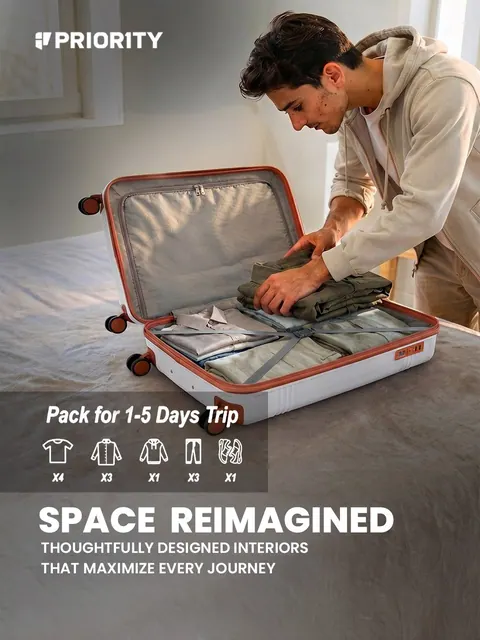 PRIORITY
Pack for 1-5 Days Trip
X4 X3 X1 X3 X1
SPACE REIMAGINED
THOUGHTFULLY DESIGNED INTERIORS
THAT MAXIMIZE EVERY JOURNEY